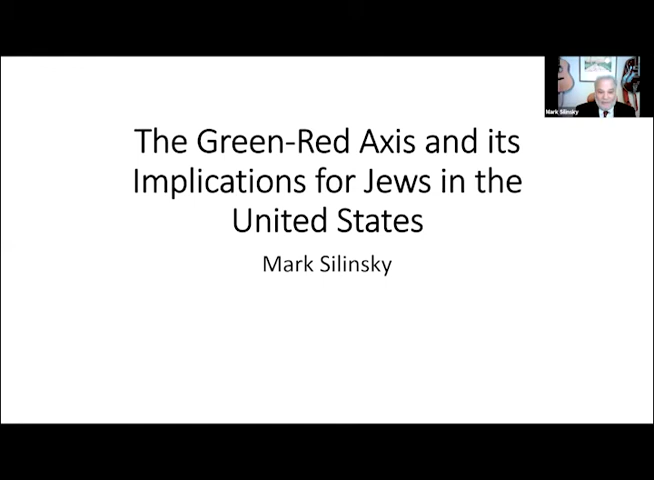 Mark Silinsky
The Green-Red Axis and its
Implications for Jews in the
United States
Mark Silinsky